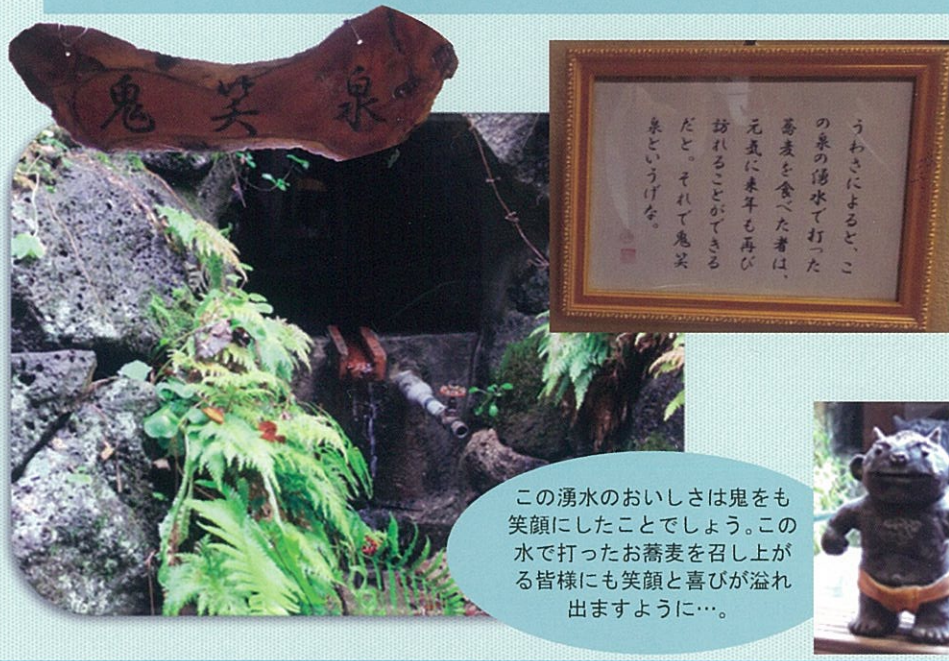 鬼笑泉
うわさによると、こ
の泉の湧水で打った
蕎麦を食べた者は、
元気に来年も再び
訪れることができる
だと。それで鬼笑
泉というげな。
この湧水のおいしさは鬼をも
笑顔にしたことでしょう。この
水で打ったお蕎麦を召し上が
る皆様にも笑顔と喜びが溢れ
出ますように…。